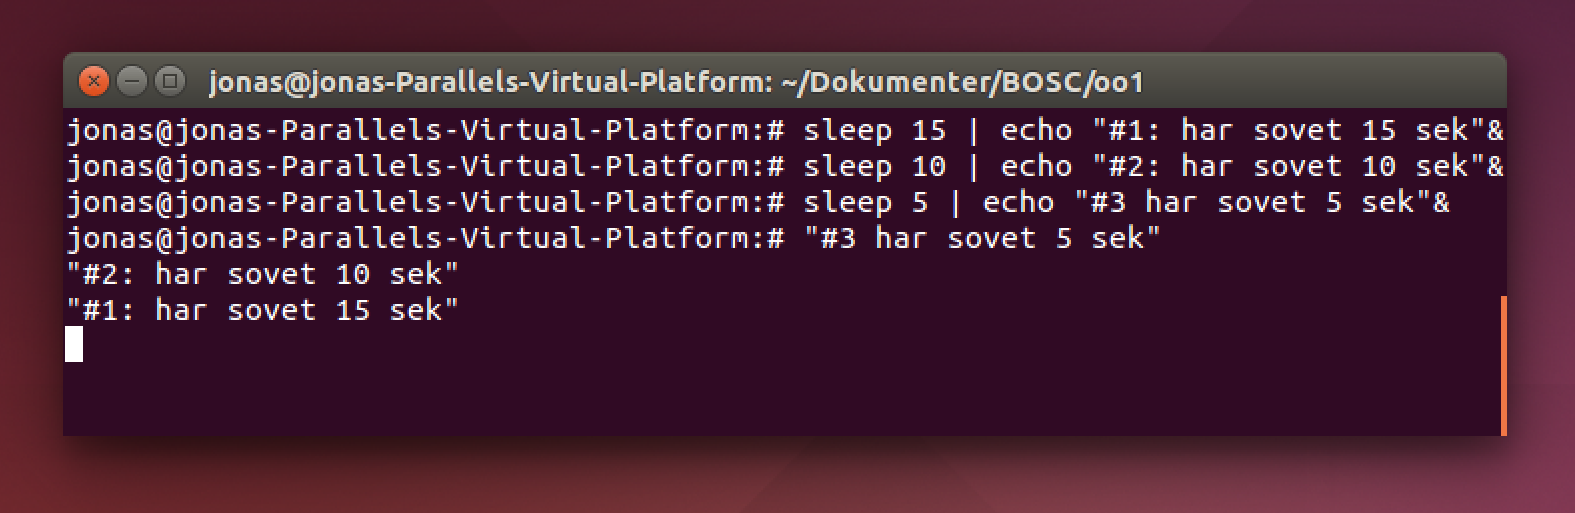 jonas@jonas-Parallels-Virtual-Platform: ~/Dokumenter/BOSC/oo1
jonas@jonas-Parallels-Virtual-Platform:# sleep 15 | echo "#1: har sovet 15 sek"&
jonas@jonas-Parallels-Virtual-Platform:# sleep 10 | echo "#2: har sovet 10 sek"&
jonas@jonas-Parallels-Virtual-Platform:# sleep 5 | echo "#3 har sovet 5 sek"&
jonas@jonas-Parallels-Virtual-Platform:# "#3 har sovet 5 sek"
"#2: har sovet 10 sek"
"#1: har sovet 15 sek"